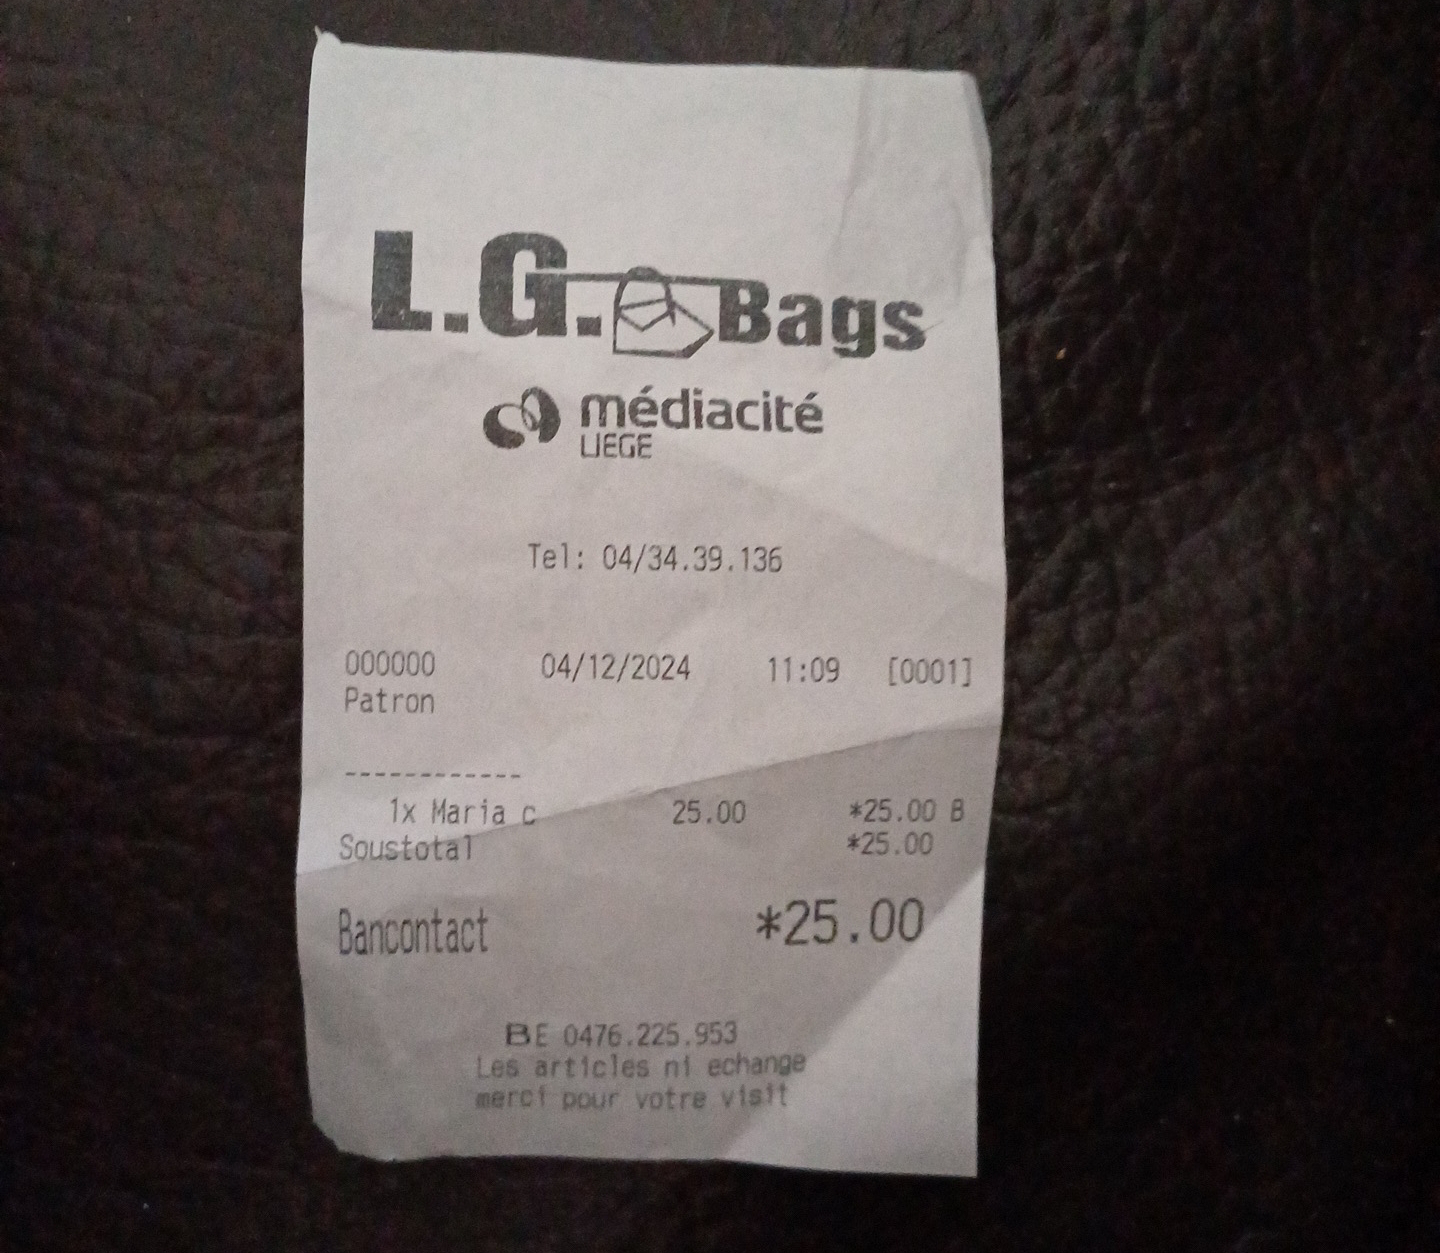 L.G. Bags
médiacité
LIEGE
Tel: 04/34.39.136
000000 04/12/2024 11:09 [0001]
Patron
------------
1x Maria c 25.00 *25.00 B
Soustotal *25.00
Bancontact *25.00
BE 0476.225.953
Les articles ni echange
merci pour votre visit